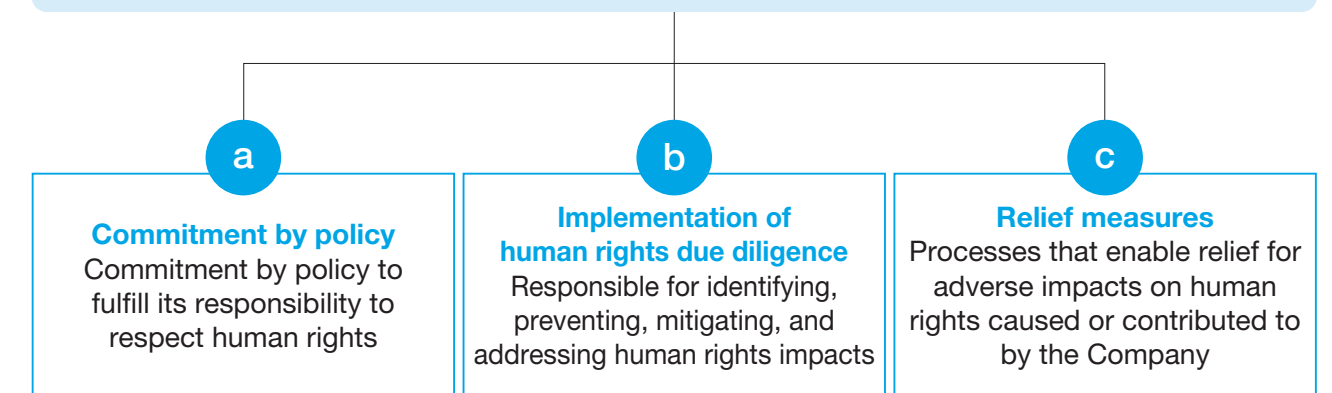 a
Commitment by policy
Commitment by policy to
fulfill its responsibility to
respect human rights
b
Implementation of
human rights due diligence
Responsible for identifying,
preventing, mitigating, and
addressing human rights impacts
c
Relief measures
Processes that enable relief for
adverse impacts on human
rights caused or contributed to
by the Company